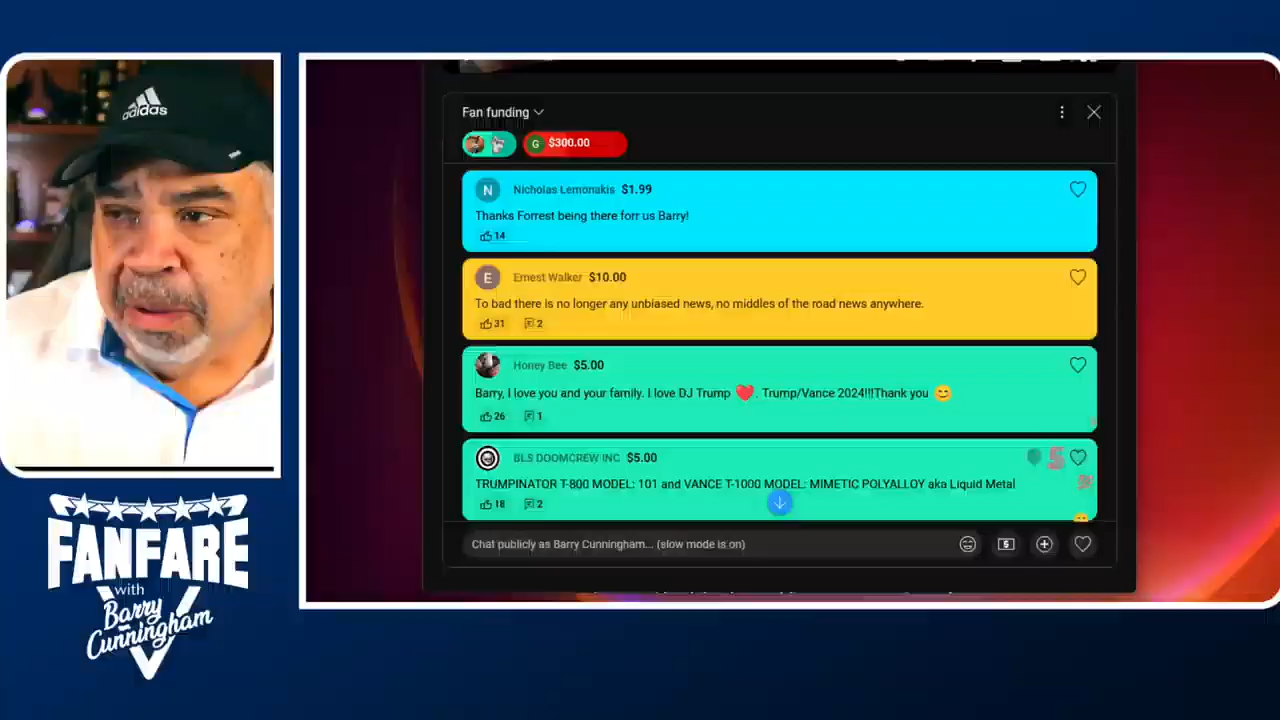 adidas
FANFARE
with
Barry
Cunningham
Fan funding
G $300.00
N Nicholas Lemonakis $1.99
Thanks Forrest being there forr us Barry!
14
E Ernest Walker $10.00
To bad there is no longer any unbiased news, no middles of the road news anywhere.
31 2
Honey Bee $5.00
Barry, I love you and your family. I love DJ Trump ❤️. Trump/Vance 2024!!!Thank you 😊
26 1
BLS DOOMCREW INC $5.00
TRUMPINATOR T-800 MODEL: 101 and VANCE T-1000 MODEL: MIMETIC POLYALLOY aka Liquid Metal
18 2
Chat publicly as Barry Cunningham... (slow mode is on)